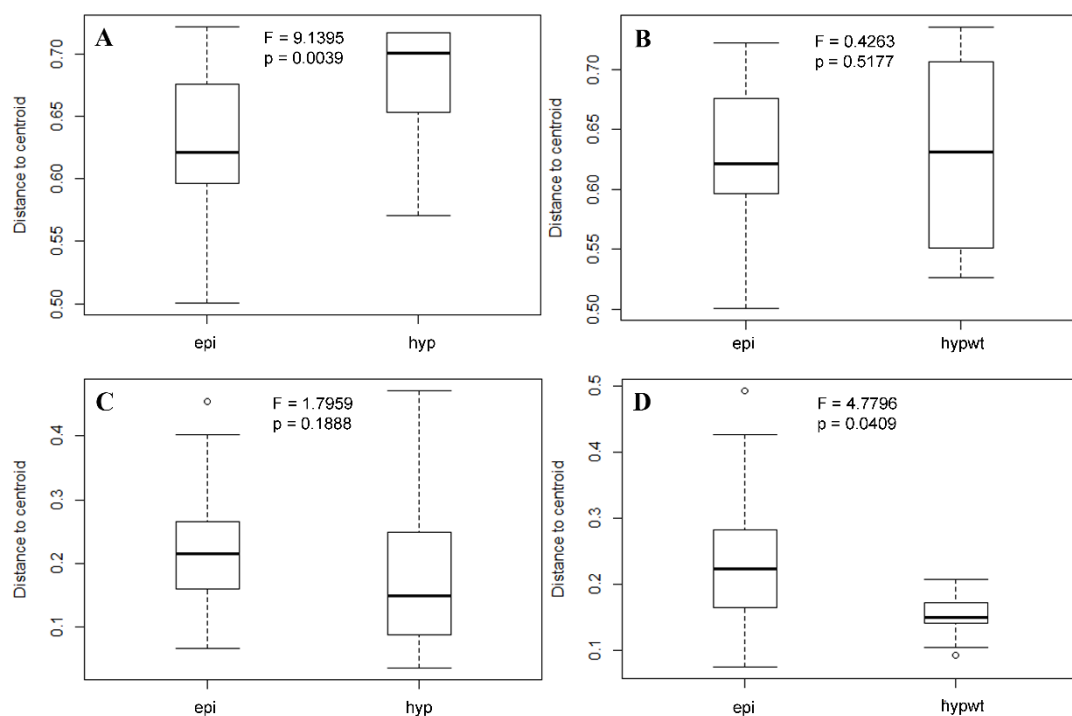 A
F = 9.1395
p = 0.0039
Distance to centroid
0.70
0.65
0.60
0.55
0.50
epi
hyp
B
F = 0.4263
p = 0.5177
Distance to centroid
0.70
0.65
0.60
0.55
0.50
epi
hypwt
C
F = 1.7959
p = 0.1888
Distance to centroid
0.4
0.3
0.2
0.1
epi
hyp
D
F = 4.7796
p = 0.0409
Distance to centroid
0.5
0.4
0.3
0.2
0.1
epi
hypwt